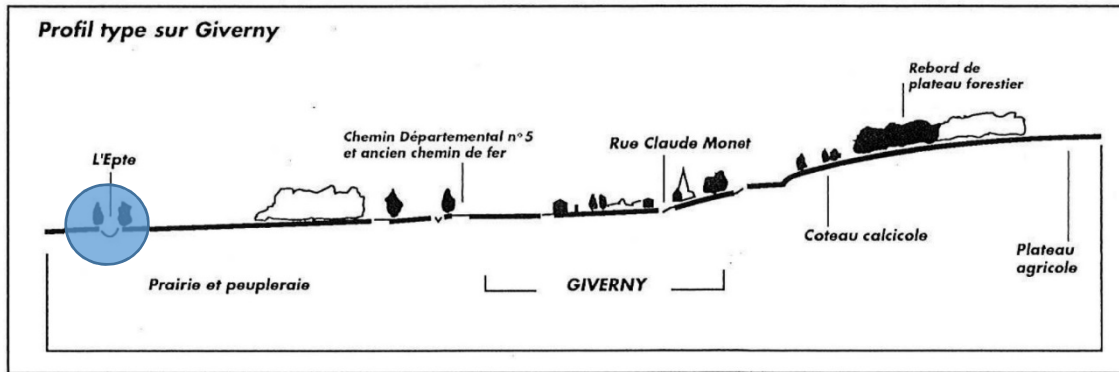 Profil type sur Giverny
Rebord de
plateau forestier
Chemin Départemental n°5
et ancien chemin de fer
Rue Claude Monet
L'Epte
Coteau calcicole
Plateau
agricole
Prairie et peupleraie
GIVERNY